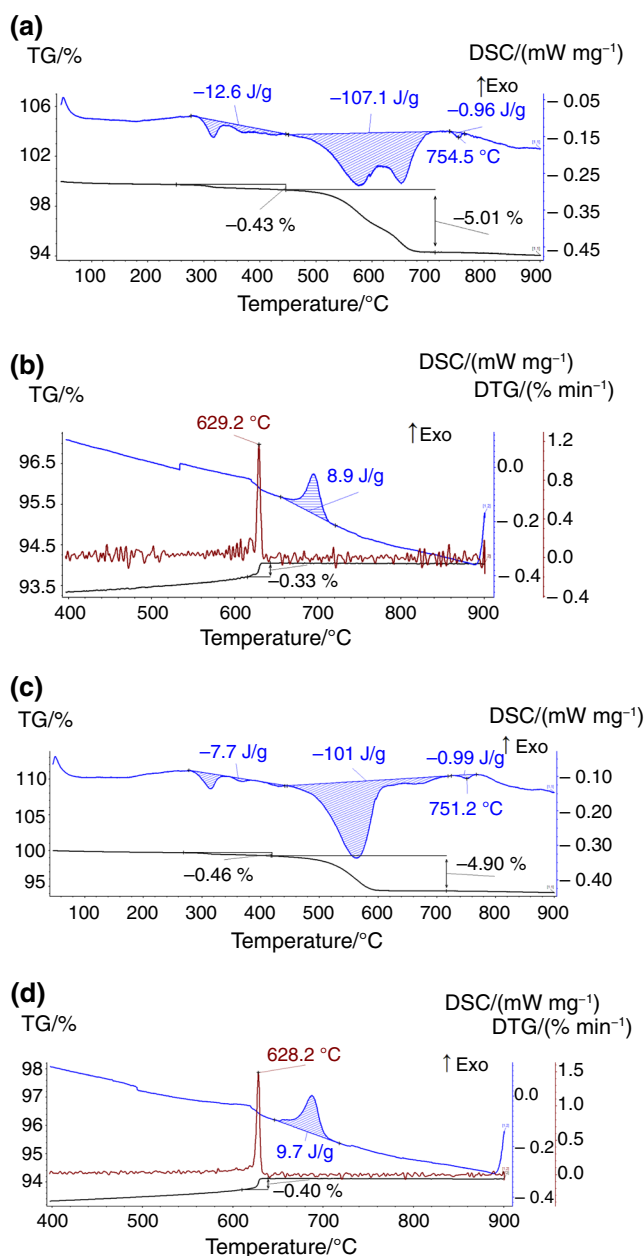 (a)
TG/%
DSC/(mW mg⁻¹)
↑Exo
–12.6 J/g
–107.1 J/g
–0.96 J/g
106
104
102
100
98
96
94
– 0.05
– 0.15
– 0.25
– 0.35
– 0.45
754.5 °C
–0.43 %
–5.01 %
100 200 300 400 500 600 700 800 900
Temperature/°C
(b)
TG/%
DSC/(mW mg⁻¹)
DTG/(% min⁻¹)
629.2 °C
↑Exo
8.9 J/g
96.5
95.5
94.5
93.5
0.0
– 0.2
– 0.4
1.2
0.8
0.4
0.0
– 0.4
–0.33 %
400 500 600 700 800 900
Temperature/°C
(c)
TG/%
DSC/(mW mg⁻¹)
↑ Exo
–7.7 J/g
–101 J/g
–0.99 J/g
110
105
100
95
– 0.10
– 0.20
– 0.30
– 0.40
751.2 °C
–0.46 %
–4.90 %
100 200 300 400 500 600 700 800 900
Temperature/°C
(d)
TG/%
DSC/(mW mg⁻¹)
DTG/(% min⁻¹)
628.2 °C
↑ Exo
9.7 J/g
98
97
96
95
94
0.0
– 0.2
– 0.4
1.5
1.0
0.5
0.0
–0.40 %
400 500 600 700 800 900
Temperature/°C